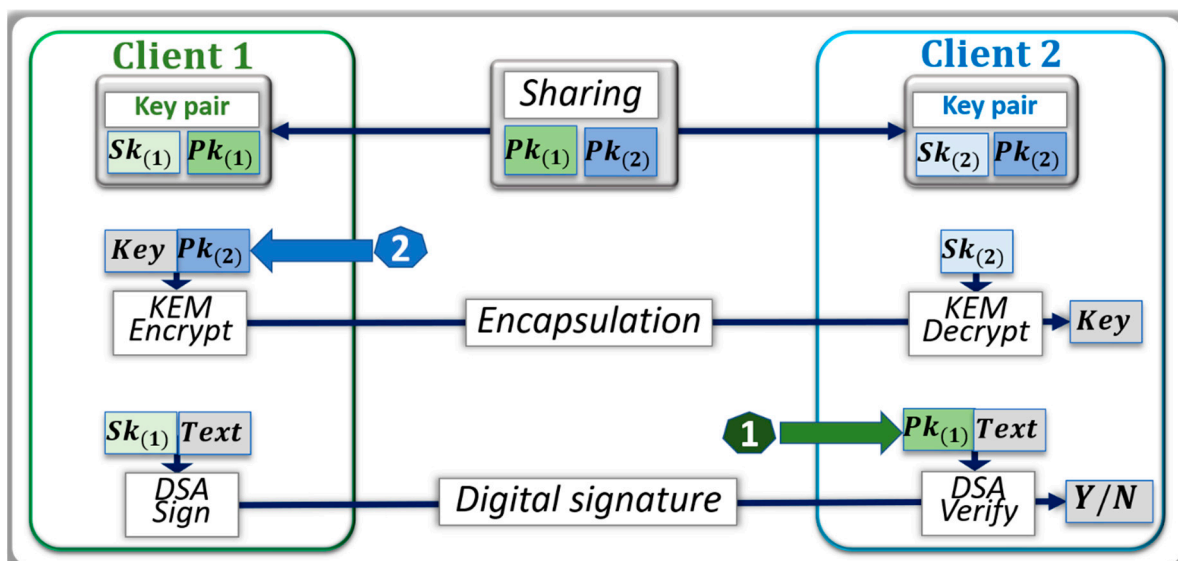 Client 1
Client 2
Key pair
Sharing
Key pair
Sk(1) Pk(1)
Pk(1) Pk(2)
Sk(2) Pk(2)
Key Pk(2)
2
Sk(2)
KEM
Encrypt
Encapsulation
KEM
Decrypt
Key
Sk(1) Text
1
Pk(1) Text
DSA
Sign
Digital signature
DSA
Verify
Y/N